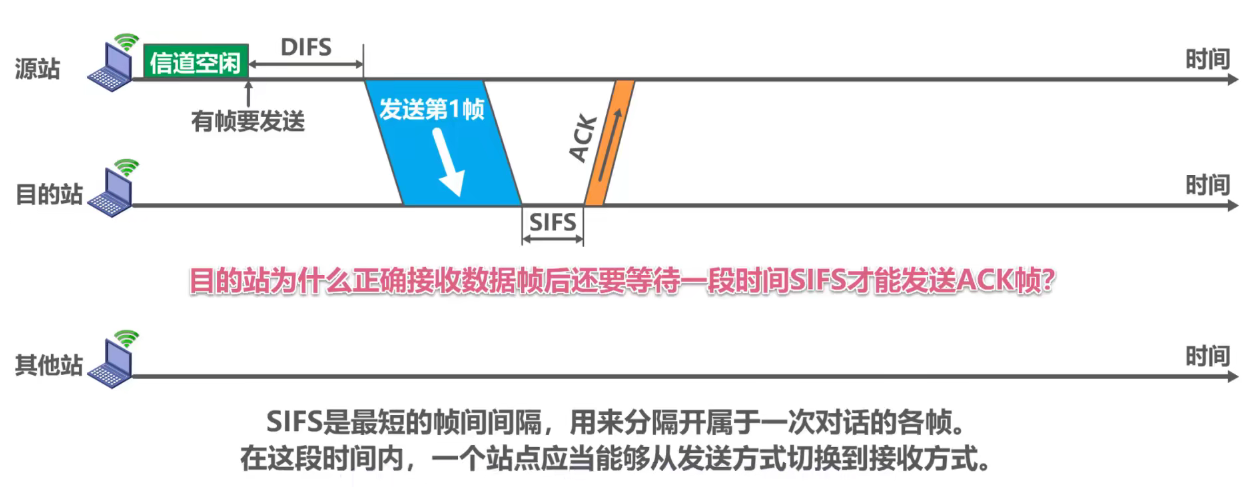 DIFS
源站
信道空闲
时间
有帧要发送
发送第1帧
ACK
目的站
时间
SIFS
目的站为什么正确接收数据帧后还要等待一段时间SIFS才能发送ACK帧?
其他站
时间
SIFS是最短的帧间间隔，用来分隔开属于一次对话的各帧。
在这段时间内，一个站点应当能够从发送方式切换到接收方式。